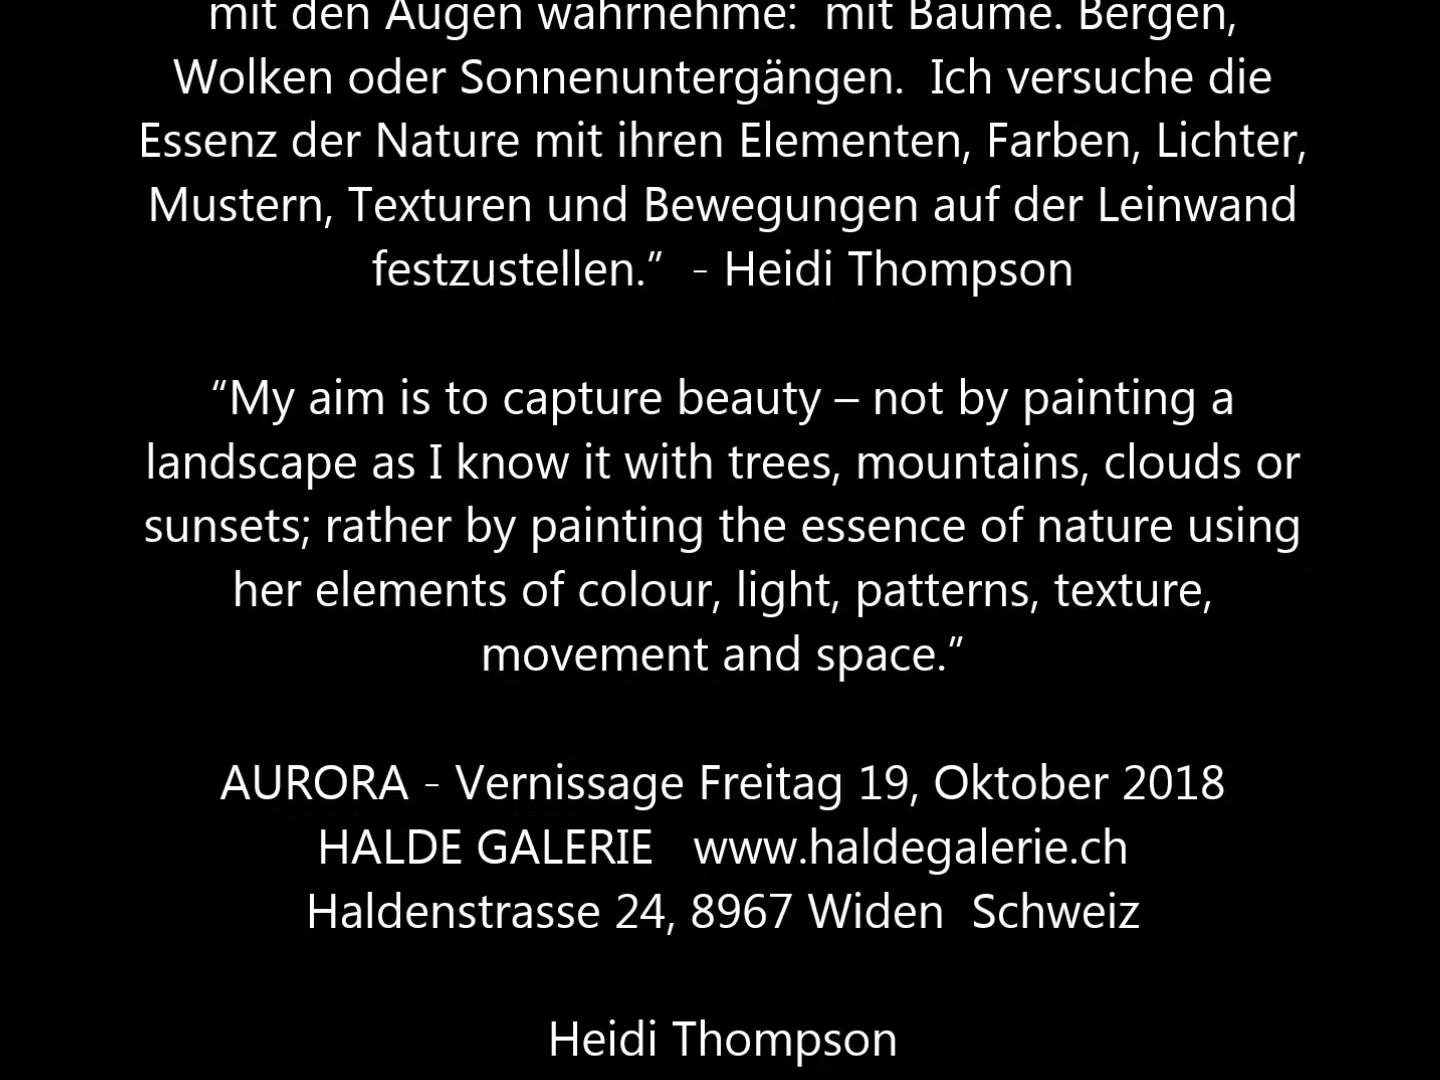 mit den Augen wahrnehme:  mit Bäume. Bergen,
Wolken oder Sonnenuntergängen.  Ich versuche die
Essenz der Nature mit ihren Elementen, Farben, Lichter,
Mustern, Texturen und Bewegungen auf der Leinwand
festzustellen.”  - Heidi Thompson
“My aim is to capture beauty – not by painting a
landscape as I know it with trees, mountains, clouds or
sunsets; rather by painting the essence of nature using
her elements of colour, light, patterns, texture,
movement and space.”
AURORA - Vernissage Freitag 19, Oktober 2018
HALDE GALERIE   www.haldegalerie.ch
Haldenstrasse 24, 8967 Widen  Schweiz
Heidi Thompson